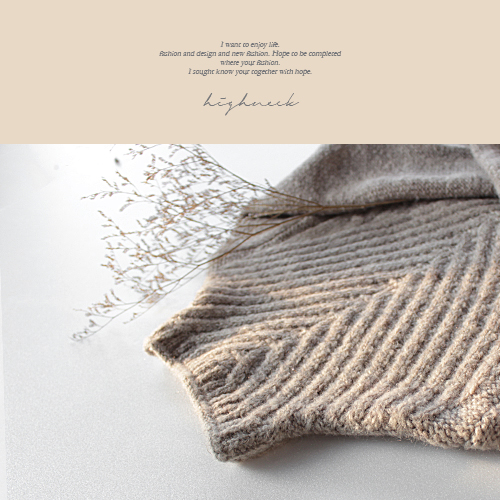 I want to enjoy life.
fashion and design and new fashion. Hope to be completed
where your fashion.
I sought know your together with hope.
highneck